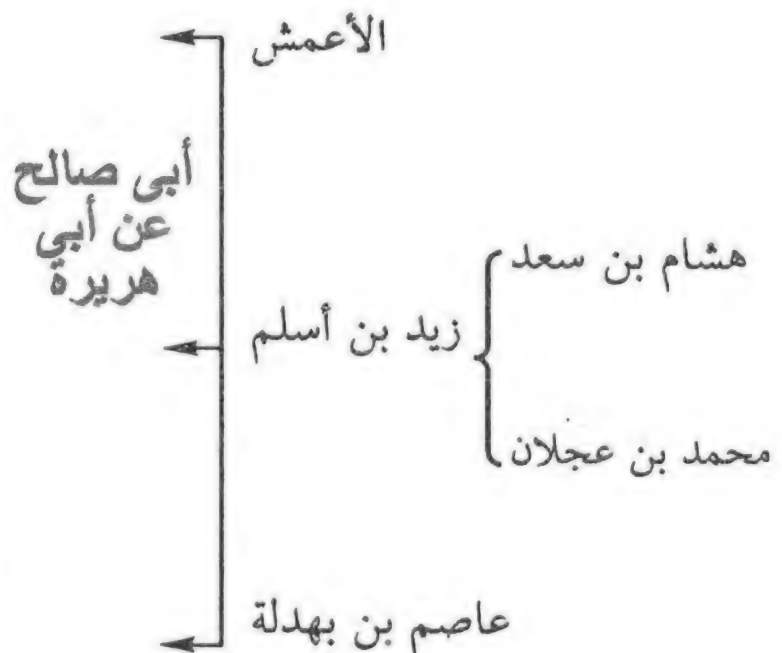 الأعمش
أبى صالح
عن أبي
هريرة
هشام بن سعد
زيد بن أسلم
محمد بن عجلان
عاصم بن بهدلة